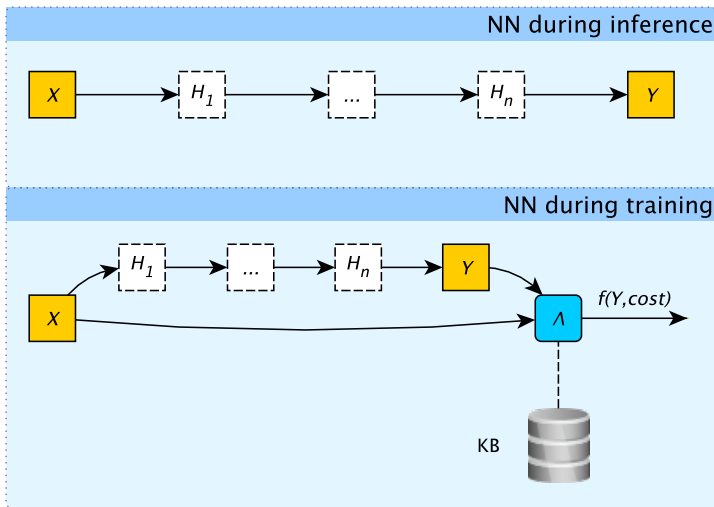 NN during inference
X H1 ... Hn Y
NN during training
H1 ... Hn Y
X Λ f(Y,cost)
KB